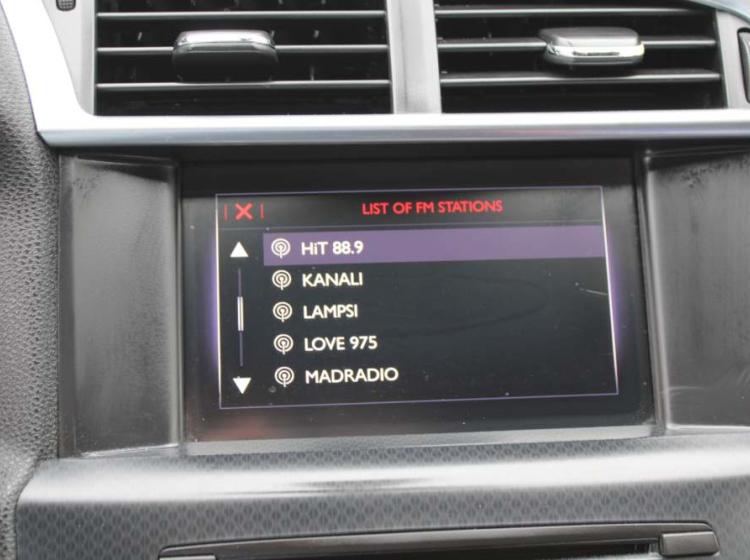 LIST OF FM STATIONS
HiT 88.9
KANALI
LAMPSI
LOVE 975
MADRADIO